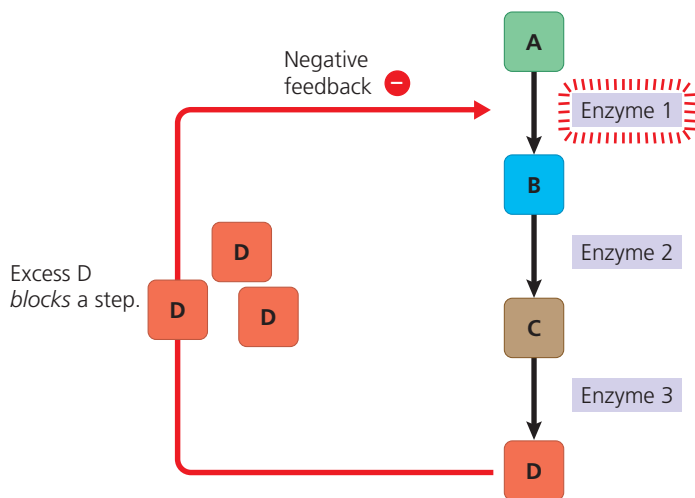 A
Negative
feedback −
Enzyme 1
B
D
Enzyme 2
Excess D
blocks a step.
D
D
C
Enzyme 3
D